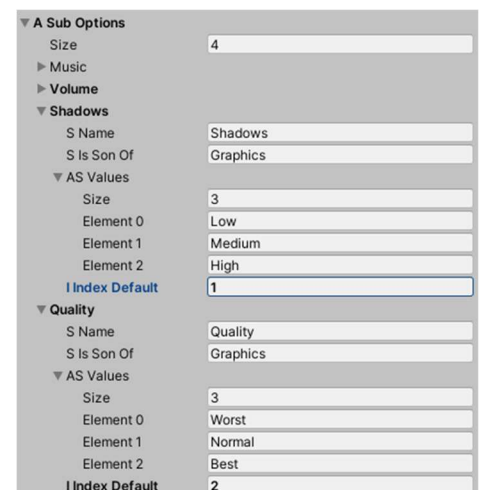 A Sub Options
Size 4
Music
Volume
Shadows
S Name Shadows
S Is Son Of Graphics
AS Values
Size 3
Element 0 Low
Element 1 Medium
Element 2 High
I Index Default 1
Quality
S Name Quality
S Is Son Of Graphics
AS Values
Size 3
Element 0 Worst
Element 1 Normal
Element 2 Best
I Index Default 2